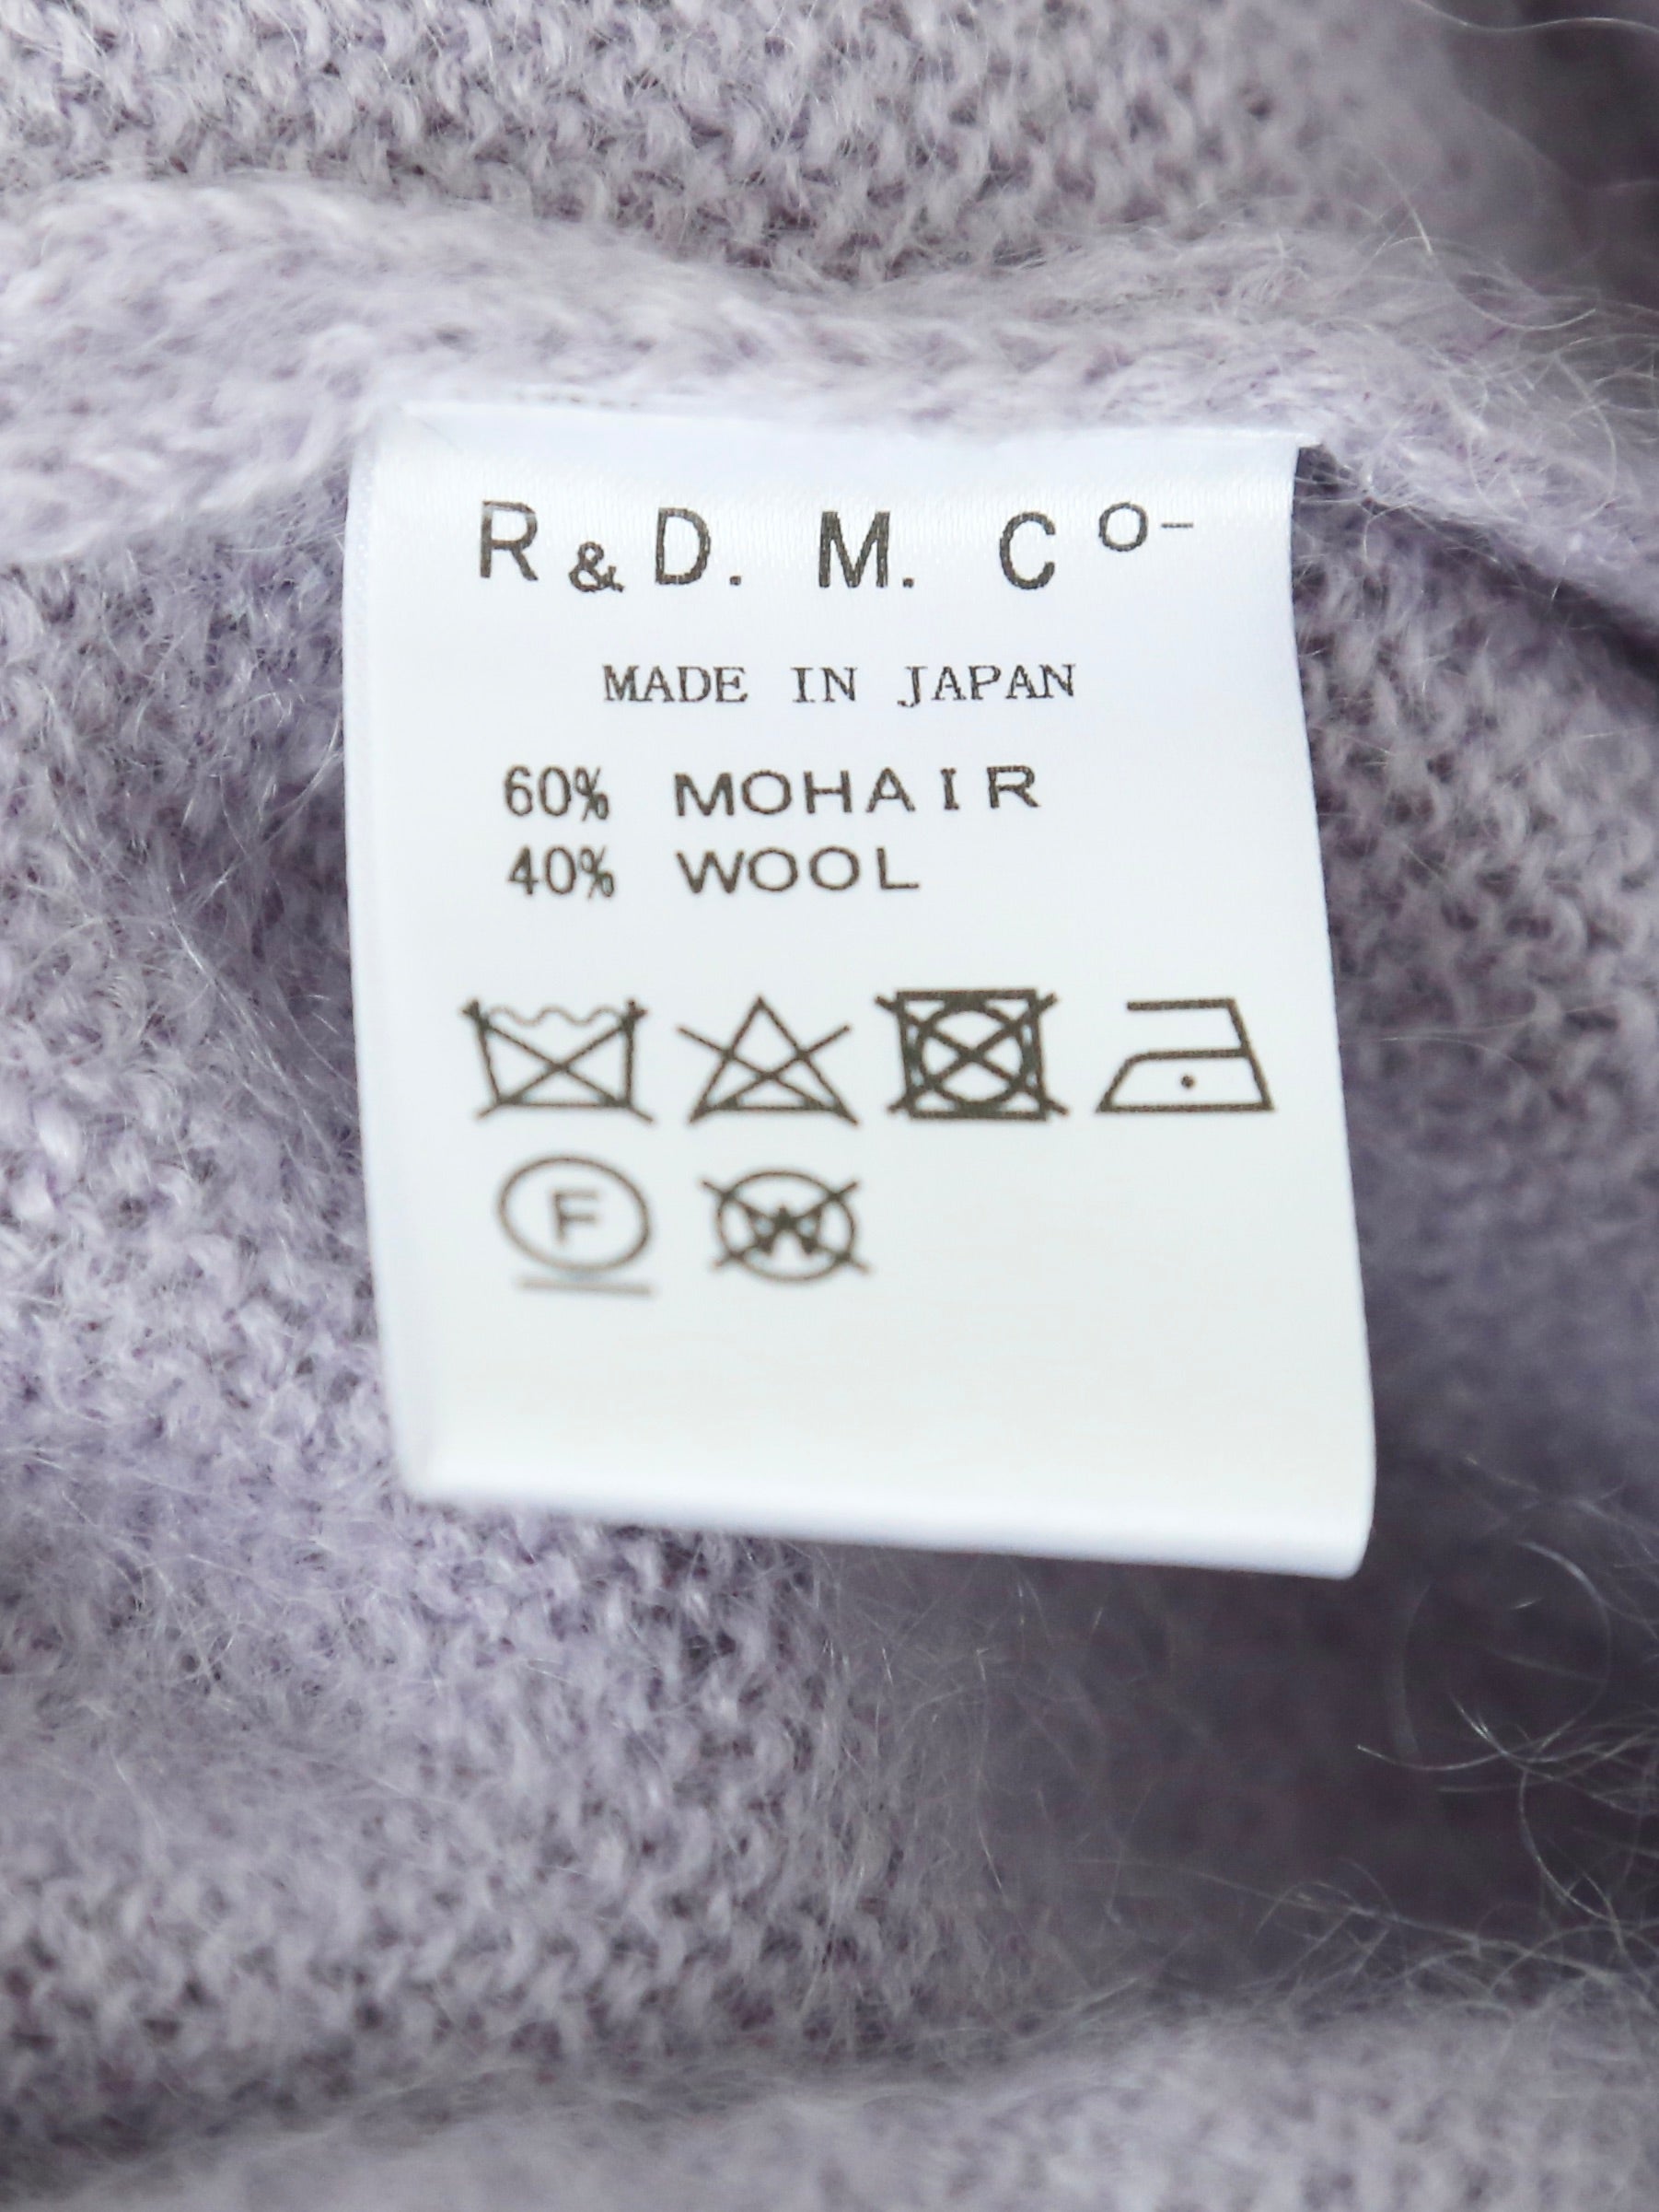 R&D. M. Co-
MADE IN JAPAN
60% MOHAIR
40% WOOL
F W